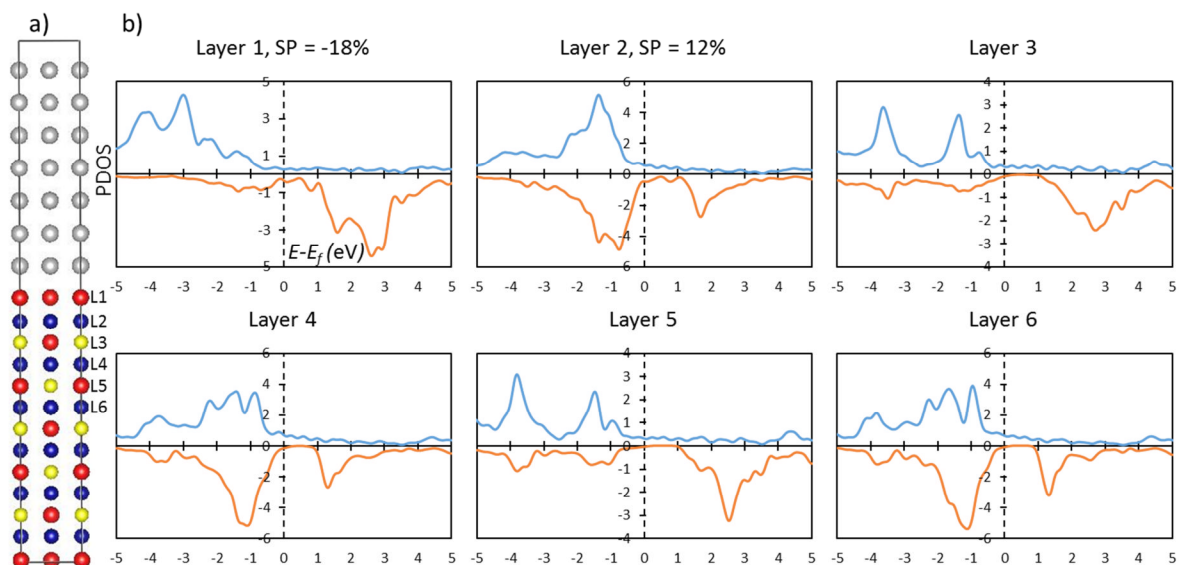 a)
b)
Layer 1, SP = -18%
Layer 2, SP = 12%
Layer 3
PDOS
5
3
1
-1
-3
-5
E-Ef (eV)
-5 -4 -3 -2 -1 0 1 2 3 4 5
6
4
2
0
-2
-4
-6
-5 -4 -3 -2 -1 0 1 2 3 4 5
4
3
2
1
0
-1
-2
-3
-4
-5 -4 -3 -2 -1 0 1 2 3 4 5
L1
L2
L3
L4
L5
L6
Layer 4
Layer 5
Layer 6
6
4
2
0
-2
-4
-6
-5 -4 -3 -2 -1 0 1 2 3 4 5
4
3
2
1
0
-1
-2
-3
-4
-5 -4 -3 -2 -1 0 1 2 3 4 5
6
4
2
0
-2
-4
-6
-5 -4 -3 -2 -1 0 1 2 3 4 5